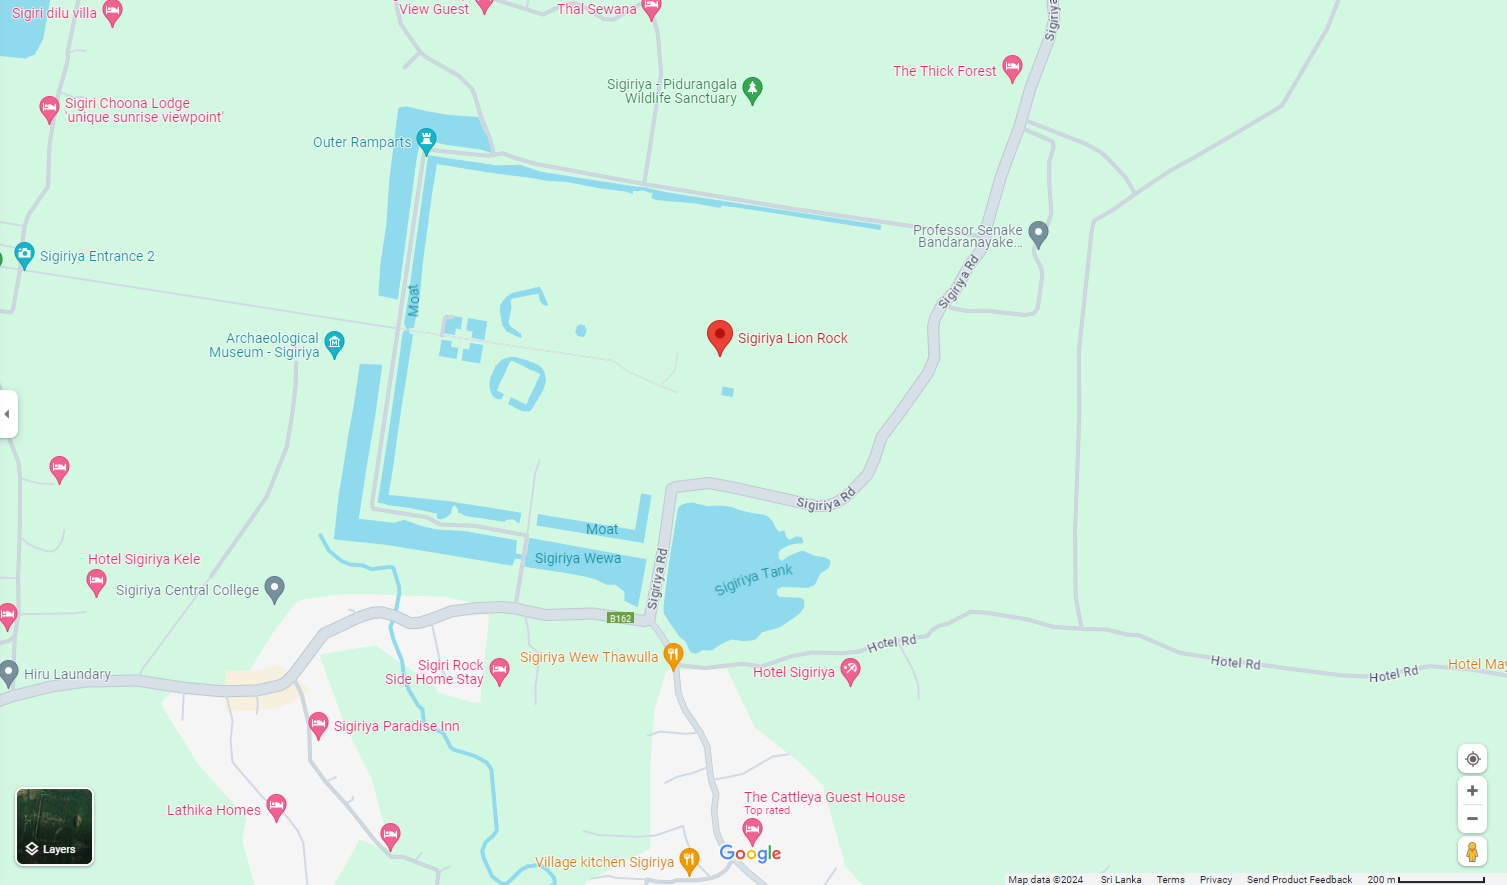 Sigiri dilu villa
View Guest
Thal Sewana
Sigiriya
Sigiriya - Pidurangala
Wildlife Sanctuary
The Thick Forest
Sigiri Choona Lodge
'unique sunrise viewpoint'
Outer Ramparts
Professor Senake
Bandaranayake...
Sigiriya Entrance 2
Sigiriya Rd
Moat
Archaeological
Museum - Sigiriya
Sigiriya Lion Rock
Sigiriya Rd
Moat
Sigiriya Wewa
Sigiriya Rd
Sigiriya Tank
Hotel Sigiriya Kele
Sigiriya Central College
B162
Hotel Rd
Sigiriya Wew Thawulla
Hotel Rd
Hotel May
Hotel Rd
Sigiri Rock
Side Home Stay
Hotel Sigiriya
Hiru Laundary
Sigiriya Paradise Inn
The Cattleya Guest House
Top rated
Lathika Homes
Layers
Google
Village kitchen Sigiriya
Map data ©2024 Sri Lanka Terms Privacy Send Product Feedback 200 m